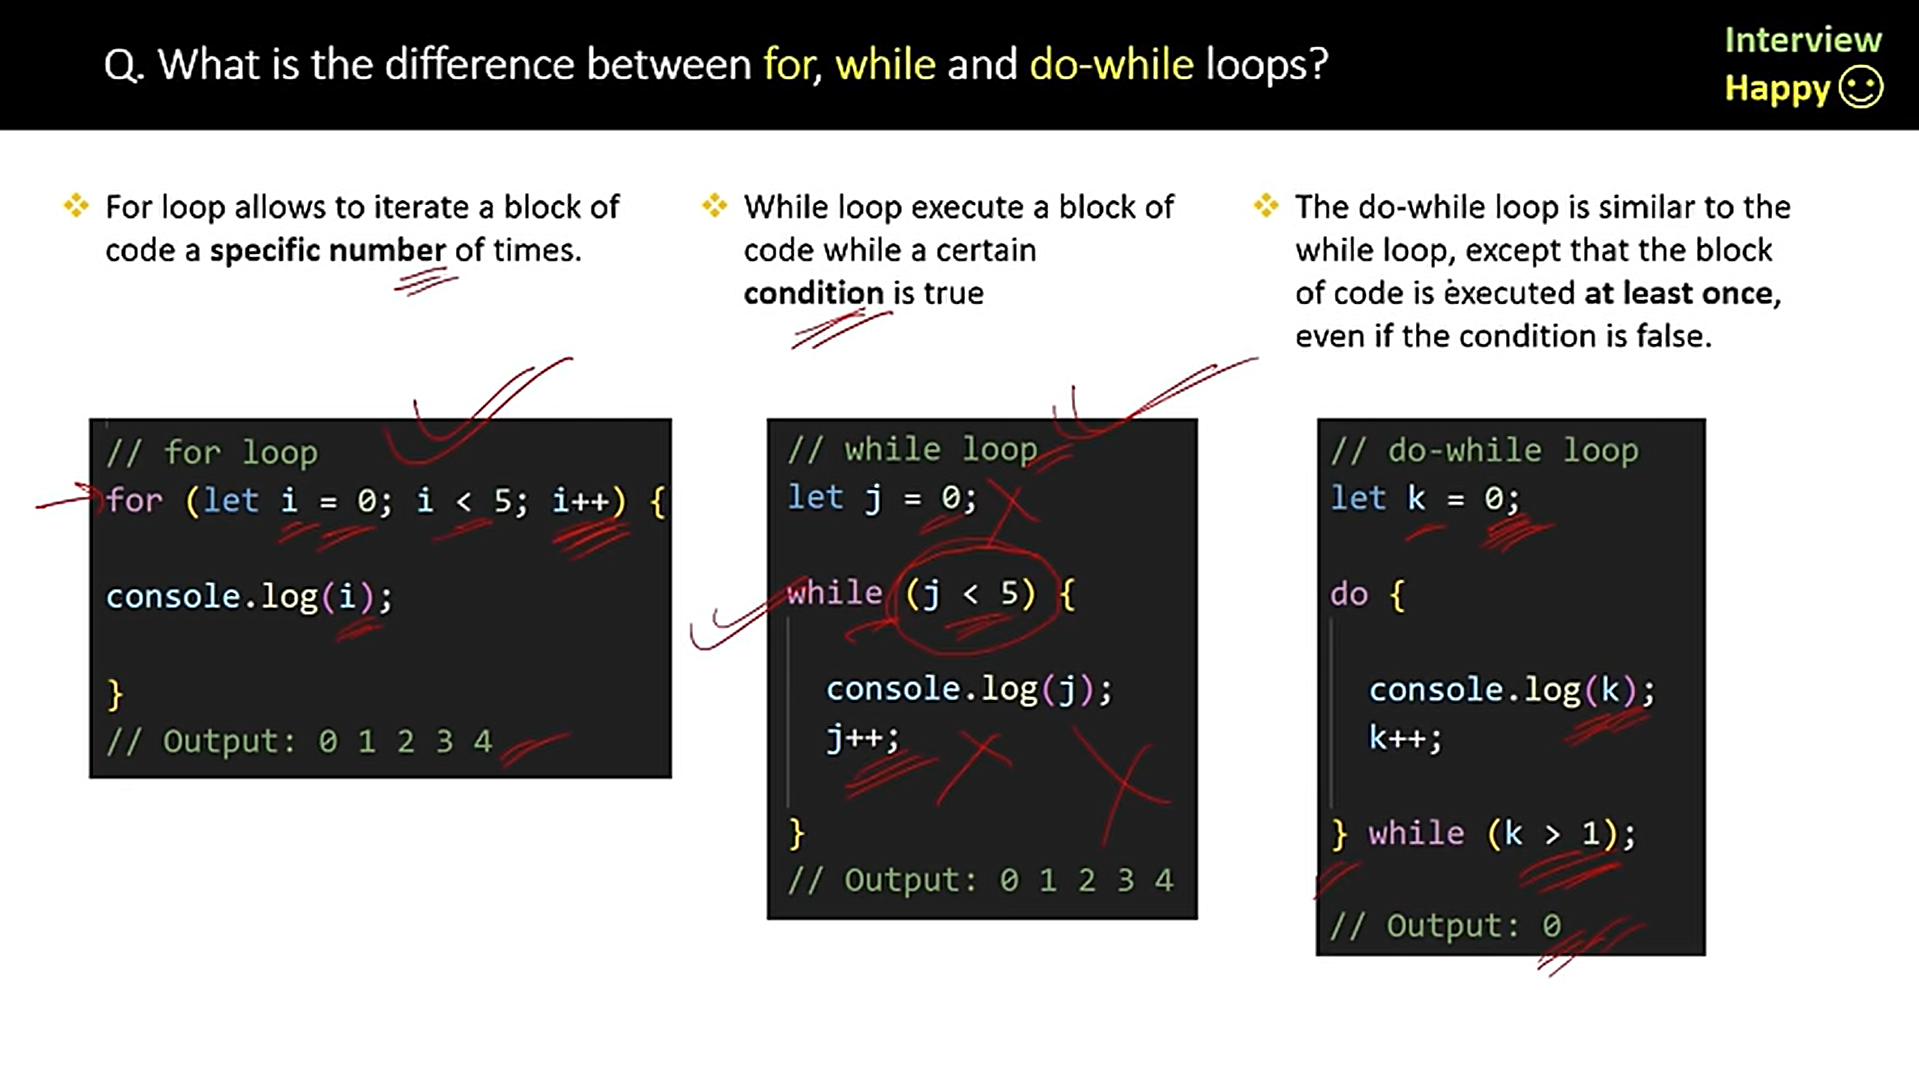 Q. What is the difference between for, while and do-while loops?
Interview
Happy
For loop allows to iterate a block of
code a specific number of times.
// for loop
for (let i = 0; i < 5; i++) {
console.log(i);
}
// Output: 0 1 2 3 4
While loop execute a block of
code while a certain
condition is true
// while loop
let j = 0;
while (j < 5) {
console.log(j);
j++;
}
// Output: 0 1 2 3 4
The do-while loop is similar to the
while loop, except that the block
of code is executed at least once,
even if the condition is false.
// do-while loop
let k = 0;
do {
console.log(k);
k++;
} while (k > 1);
// Output: 0